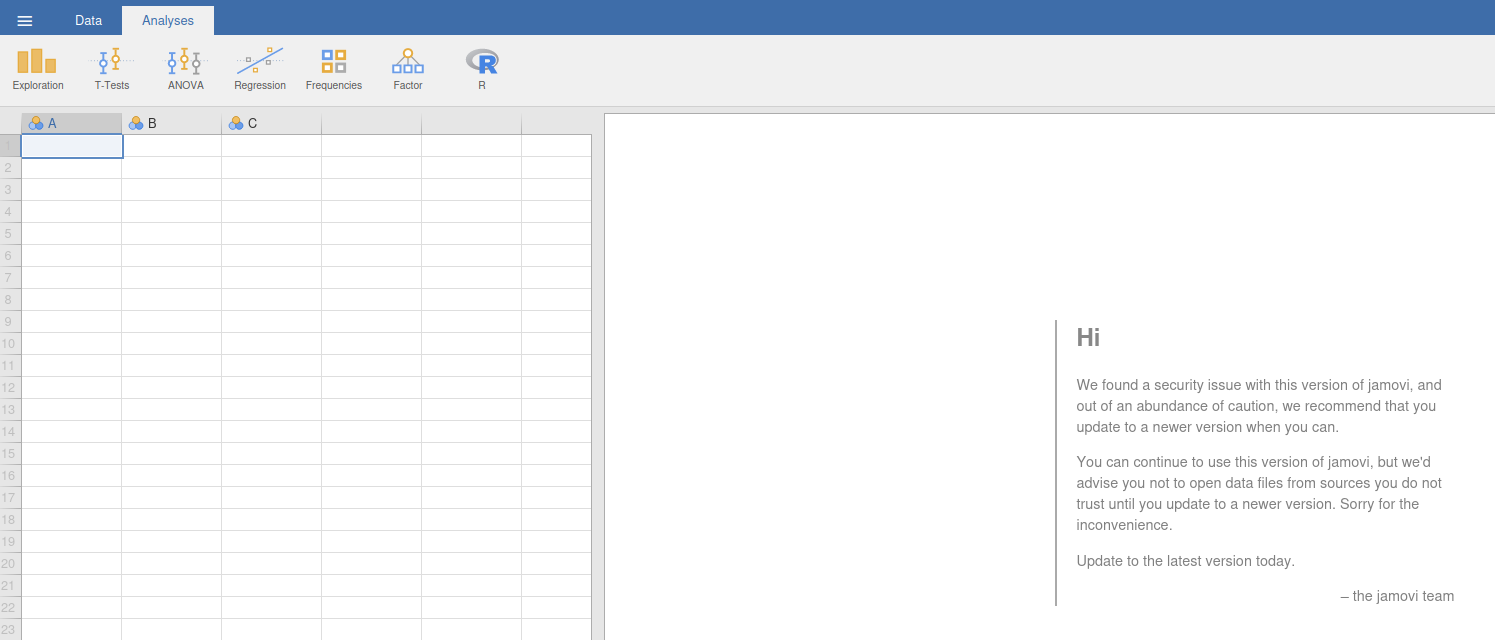 Data Analyses
Exploration T-Tests ANOVA Regression Frequencies Factor R
A B C
1
2
3
4
5
6
7
8
9
10
11
12
13
14
15
16
17
18
19
20
21
22
23
Hi
We found a security issue with this version of jamovi, and
out of an abundance of caution, we recommend that you
update to a newer version when you can.
You can continue to use this version of jamovi, but we'd
advise you not to open data files from sources you do not
trust until you update to a newer version. Sorry for the
inconvenience.
Update to the latest version today.
– the jamovi team